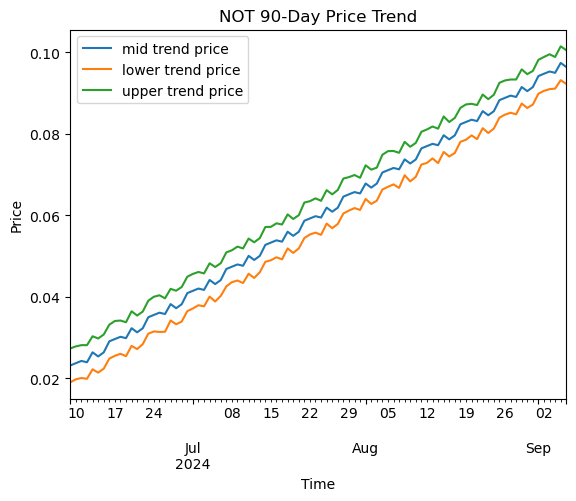 NOT 90-Day Price Trend
mid trend price
lower trend price
upper trend price
0.10
0.08
0.06
0.04
0.02
Price
10 17 24 08 15 22 29 05 12 19 26 02
Jul Aug Sep
2024
Time